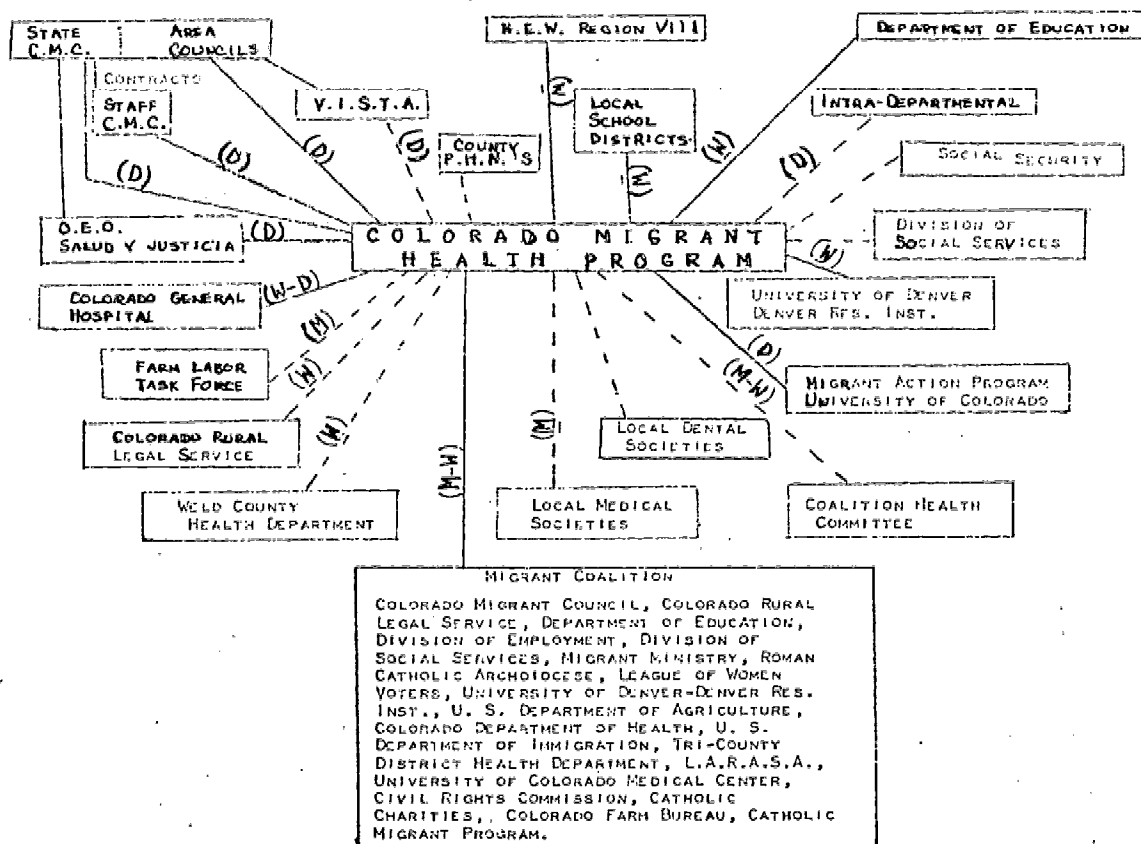 STATE
C.M.C.
AREA
COUNCILS
H.E.W. REGION VIII
DEPARTMENT OF EDUCATION
CONTRACTO
STAFF
C.M.C.
V.I.S.T.A.
LOCAL
SCHOOL
DISTRICTS
INTRA-DEPARTMENTAL
COUNTY
P.H.N.'S
SOCIAL SECURITY
(D)
(D)
(D)
(D)
(W)
(W)
(W)
(D)
O.E.O.
SALUD Y JUSTICIA
(D)
COLORADO MIGRANT
HEALTH PROGRAM
DIVISION OF
SOCIAL SERVICES
(W)
COLORADO GENERAL
HOSPITAL
(W-D)
UNIVERSITY OF DENVER
DENVER RES. INST.
(M)
FARM LABOR
TASK FORCE
(W)
(D)
MIGRANT ACTION PROGRAM
UNIVERSITY OF COLORADO
(M-W)
COLORADO RURAL
LEGAL SERVICE
(W)
(M-W)
(W)
LOCAL DENTAL
SOCIETIES
WELD COUNTY
HEALTH DEPARTMENT
LOCAL MEDICAL
SOCIETIES
COALITION HEALTH
COMMITTEE
MIGRANT COALITION
COLORADO MIGRANT COUNCIL, COLORADO RURAL
LEGAL SERVICE, DEPARTMENT OF EDUCATION,
DIVISION OF EMPLOYMENT, DIVISION OF
SOCIAL SERVICES, MIGRANT MINISTRY, ROMAN
CATHOLIC ARCHDIOCESE, LEAGUE OF WOMEN
VOTERS, UNIVERSITY OF DENVER-DENVER RES.
INST., U. S. DEPARTMENT OF AGRICULTURE,
COLORADO DEPARTMENT OF HEALTH, U. S.
DEPARTMENT OF IMMIGRATION, TRI-COUNTY
DISTRICT HEALTH DEPARTMENT, L.A.R.A.S.A.,
UNIVERSITY OF COLORADO MEDICAL CENTER,
CIVIL RIGHTS COMMISSION, CATHOLIC
CHARITIES,, COLORADO FARM BUREAU, CATHOLIC
MIGRANT PROGRAM.